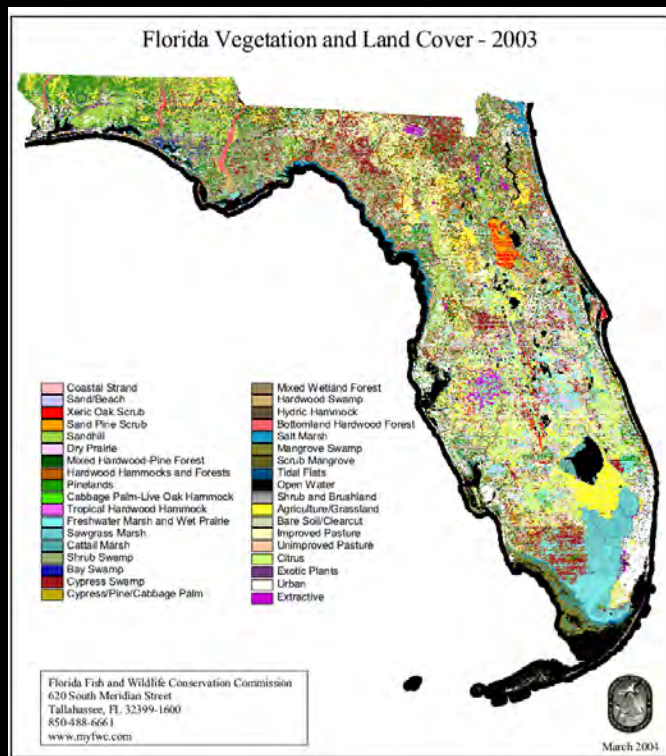 Florida Vegetation and Land Cover - 2003
Coastal Strand
Sand/Beach
Xeric Oak Scrub
Sand Pine Scrub
Sandhill
Dry Prairie
Mixed Hardwood-Pine Forest
Hardwood Hammocks and Forests
Pinelands
Cabbage Palm-Live Oak Hammock
Tropical Hardwood Hammock
Freshwater Marsh and Wet Prairie
Sawgrass Marsh
Cattail Marsh
Shrub Swamp
Bay Swamp
Cypress Swamp
Cypress/Pine/Cabbage Palm
Mixed Wetland Forest
Hardwood Swamp
Hydric Hammock
Bottomland Hardwood Forest
Salt Marsh
Mangrove Swamp
Scrub Mangrove
Tidal Flats
Open Water
Shrub and Brushland
Agriculture/Grassland
Bare Soil/Clearcut
Improved Pasture
Unimproved Pasture
Citrus
Exotic Plants
Urban
Extractive
Florida Fish and Wildlife Conservation Commission
620 South Meridian Street
Tallahassee, FL 32399-1600
850-488-6661
www.myfwc.com
March 2004